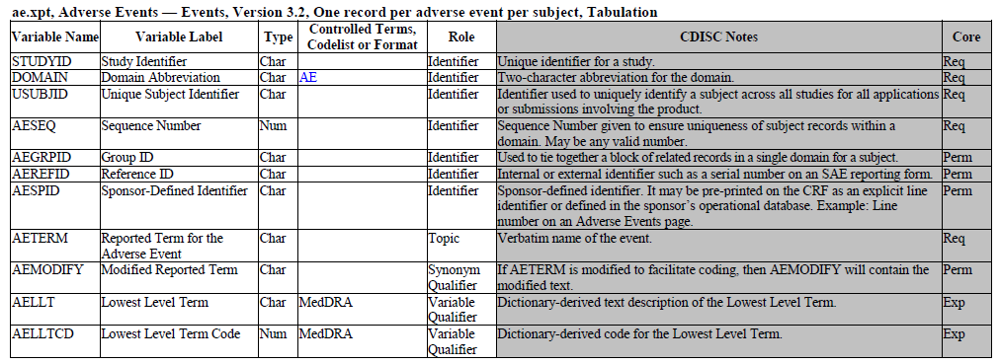 ae.xpt, Adverse Events — Events, Version 3.2, One record per adverse event per subject, Tabulation
Variable Name Variable Label Type Controlled Terms, Codelist or Format Role CDISC Notes Core
STUDYID Study Identifier Char Identifier Unique identifier for a study. Req
DOMAIN Domain Abbreviation Char AE Identifier Two-character abbreviation for the domain. Req
USUBJID Unique Subject Identifier Char Identifier Identifier used to uniquely identify a subject across all studies for all applications Req
or submissions involving the product.
AESEQ Sequence Number Num Identifier Sequence Number given to ensure uniqueness of subject records within a Req
domain. May be any valid number.
AEGRPID Group ID Char Identifier Used to tie together a block of related records in a single domain for a subject. Perm
AEREFID Reference ID Char Identifier Internal or external identifier such as a serial number on an SAE reporting form. Perm
AESPID Sponsor-Defined Identifier Char Identifier Sponsor-defined identifier. It may be pre-printed on the CRF as an explicit line Perm
identifier or defined in the sponsor’s operational database. Example: Line
number on an Adverse Events page.
AETERM Reported Term for the Char Topic Verbatim name of the event. Req
Adverse Event
AEMODIFY Modified Reported Term Char Synonym If AETERM is modified to facilitate coding, then AEMODIFY will contain the Perm
Qualifier modified text.
AELLT Lowest Level Term Char MedDRA Variable Dictionary-derived text description of the Lowest Level Term. Exp
Qualifier
AELLTCD Lowest Level Term Code Num MedDRA Variable Dictionary-derived code for the Lowest Level Term. Exp
Qualifier